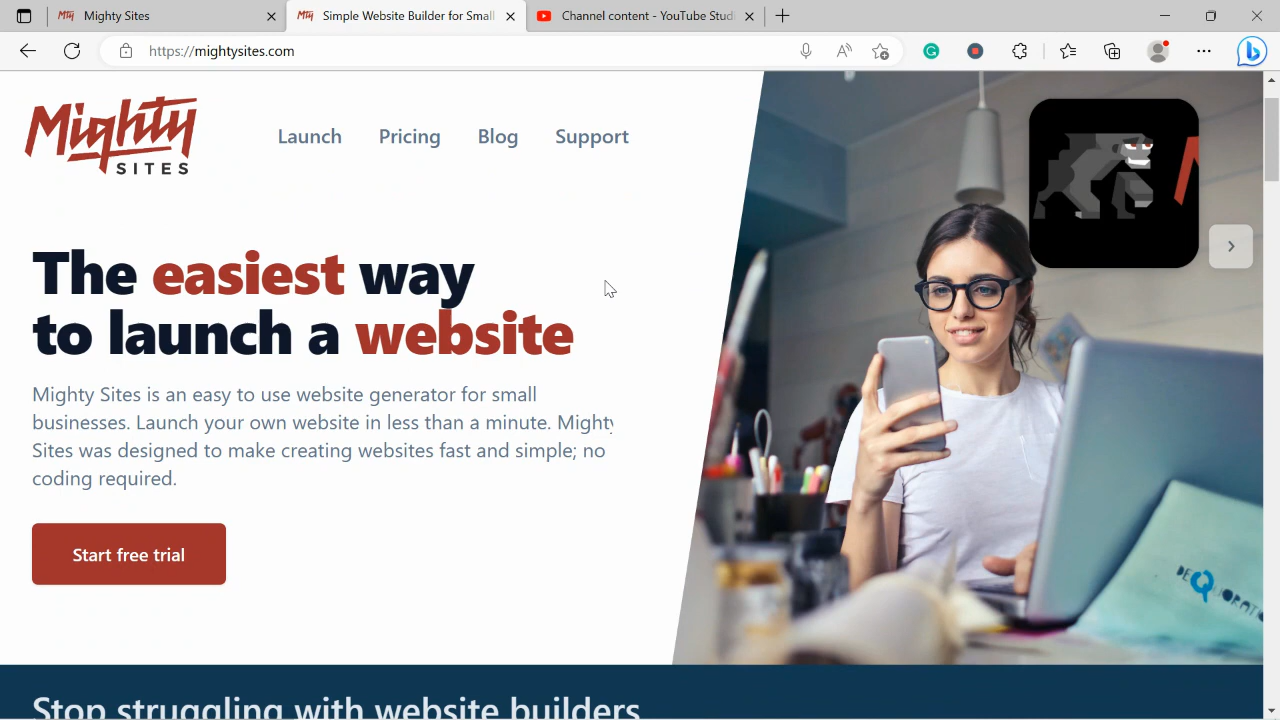 Mighty Sites
Simple Website Builder for Small
Channel content - YouTube Stud
https://mightysites.com
Mighty
SITES
Launch
Pricing
Blog
Support
The easiest way
to launch a website
Mighty Sites is an easy to use website generator for small
businesses. Launch your own website in less than a minute. Mighty
Sites was designed to make creating websites fast and simple; no
coding required.
Start free trial
Stop struggling with website builders